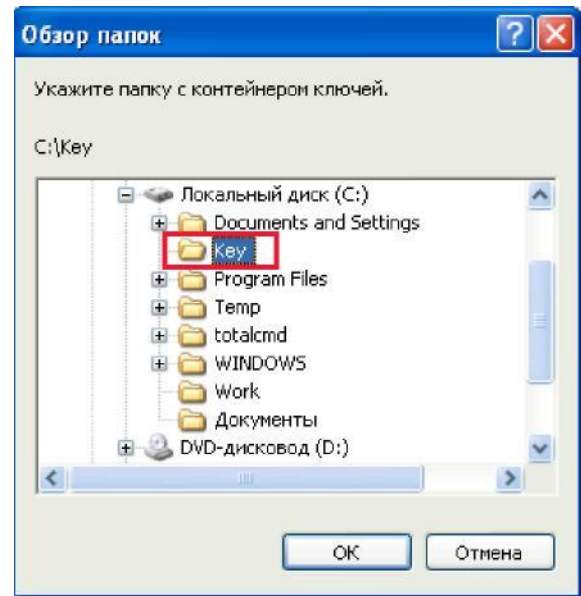 Обзор папок
Укажите папку с контейнером ключей.
C:\Key
Локальный диск (C:)
Documents and Settings
Key
Program Files
Temp
totalcmd
WINDOWS
Work
Документы
DVD-дисковод (D:)
ОК
Отмена